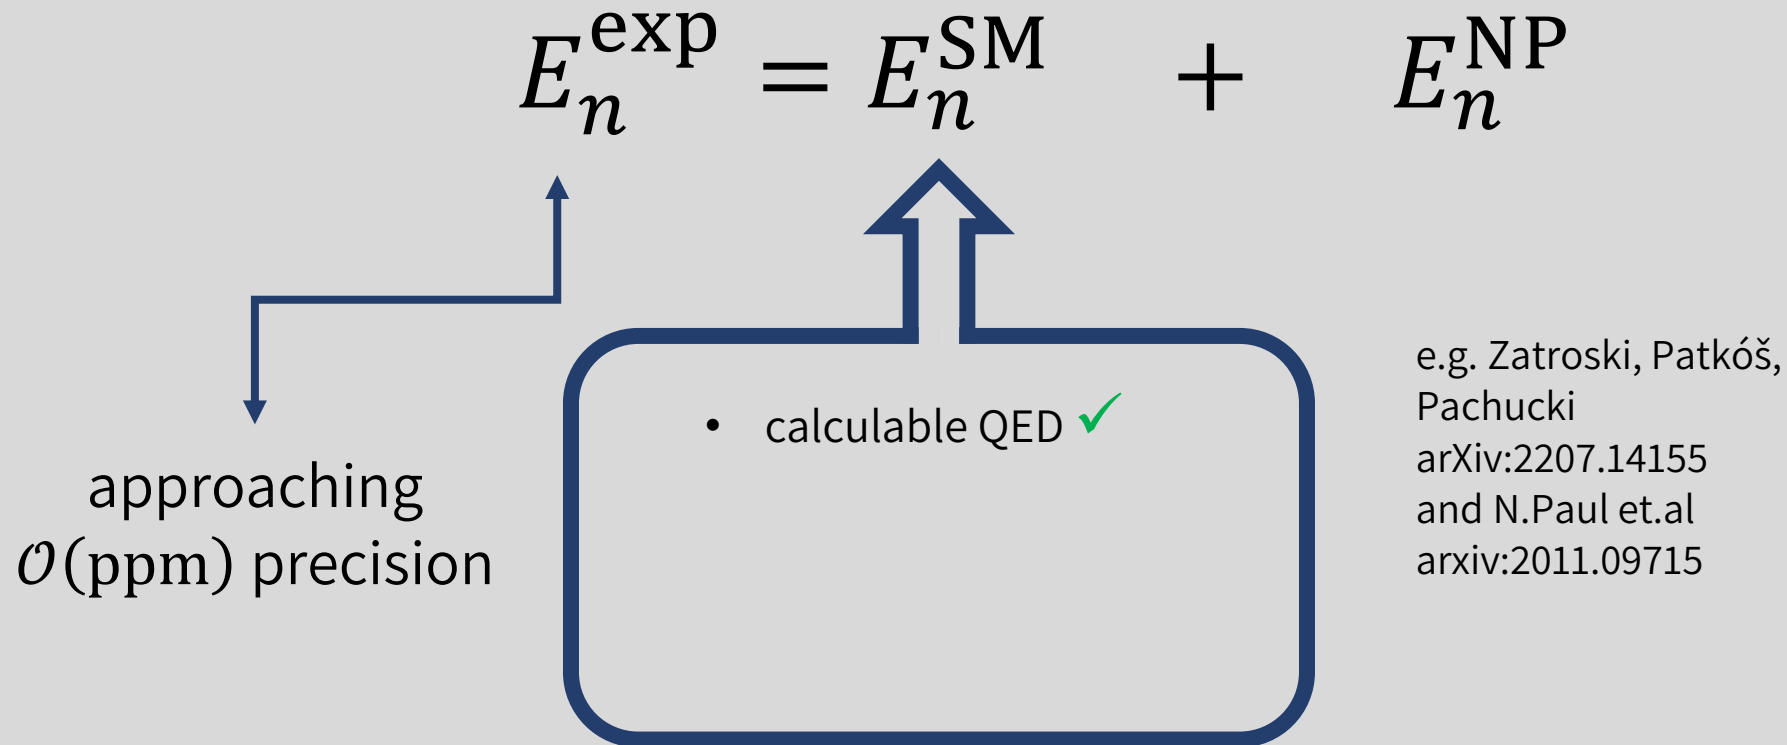 E_n^exp = E_n^SM + E_n^NP
approaching
𝒪(ppm) precision
• calculable QED ✓
e.g. Zatroski, Patkóš,
Pachucki
arXiv:2207.14155
and N.Paul et.al
arxiv:2011.09715